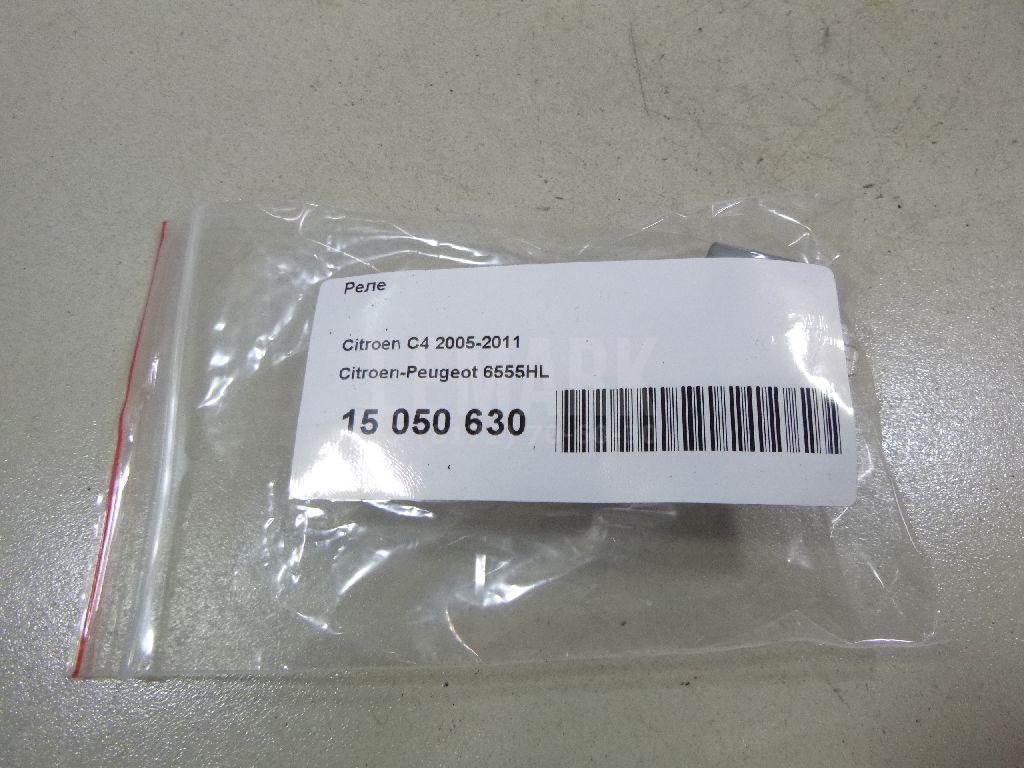 Реле
Citroen C4 2005-2011
Citroen-Peugeot 6555HL
15 050 630